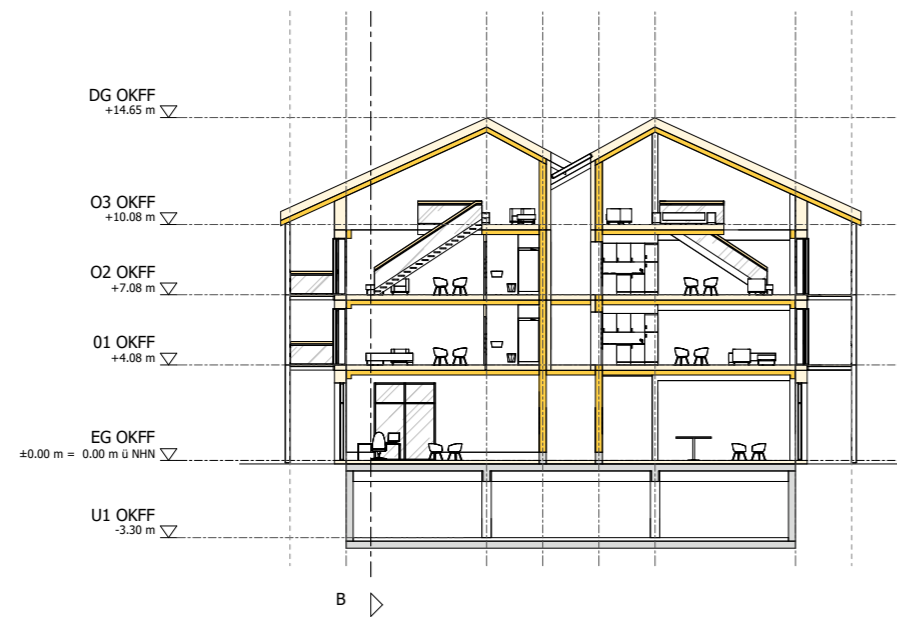 DG OKFF
+14.65 m
O3 OKFF
+10.08 m
O2 OKFF
+7.08 m
01 OKFF
+4.08 m
EG OKFF
±0.00 m = 0.00 m ü NHN
U1 OKFF
-3.30 m
B